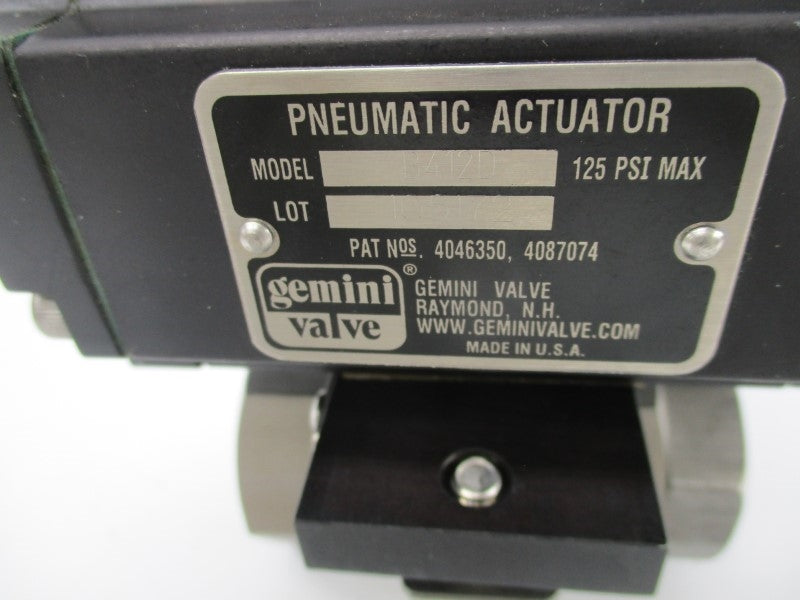 PNEUMATIC ACTUATOR
MODEL 125 PSI MAX
LOT
PAT NOS. 4046350, 4087074
gemini ®
valve
GEMINI VALVE
RAYMOND, N.H.
WWW.GEMINIVALVE.COM
MADE IN U.S.A.